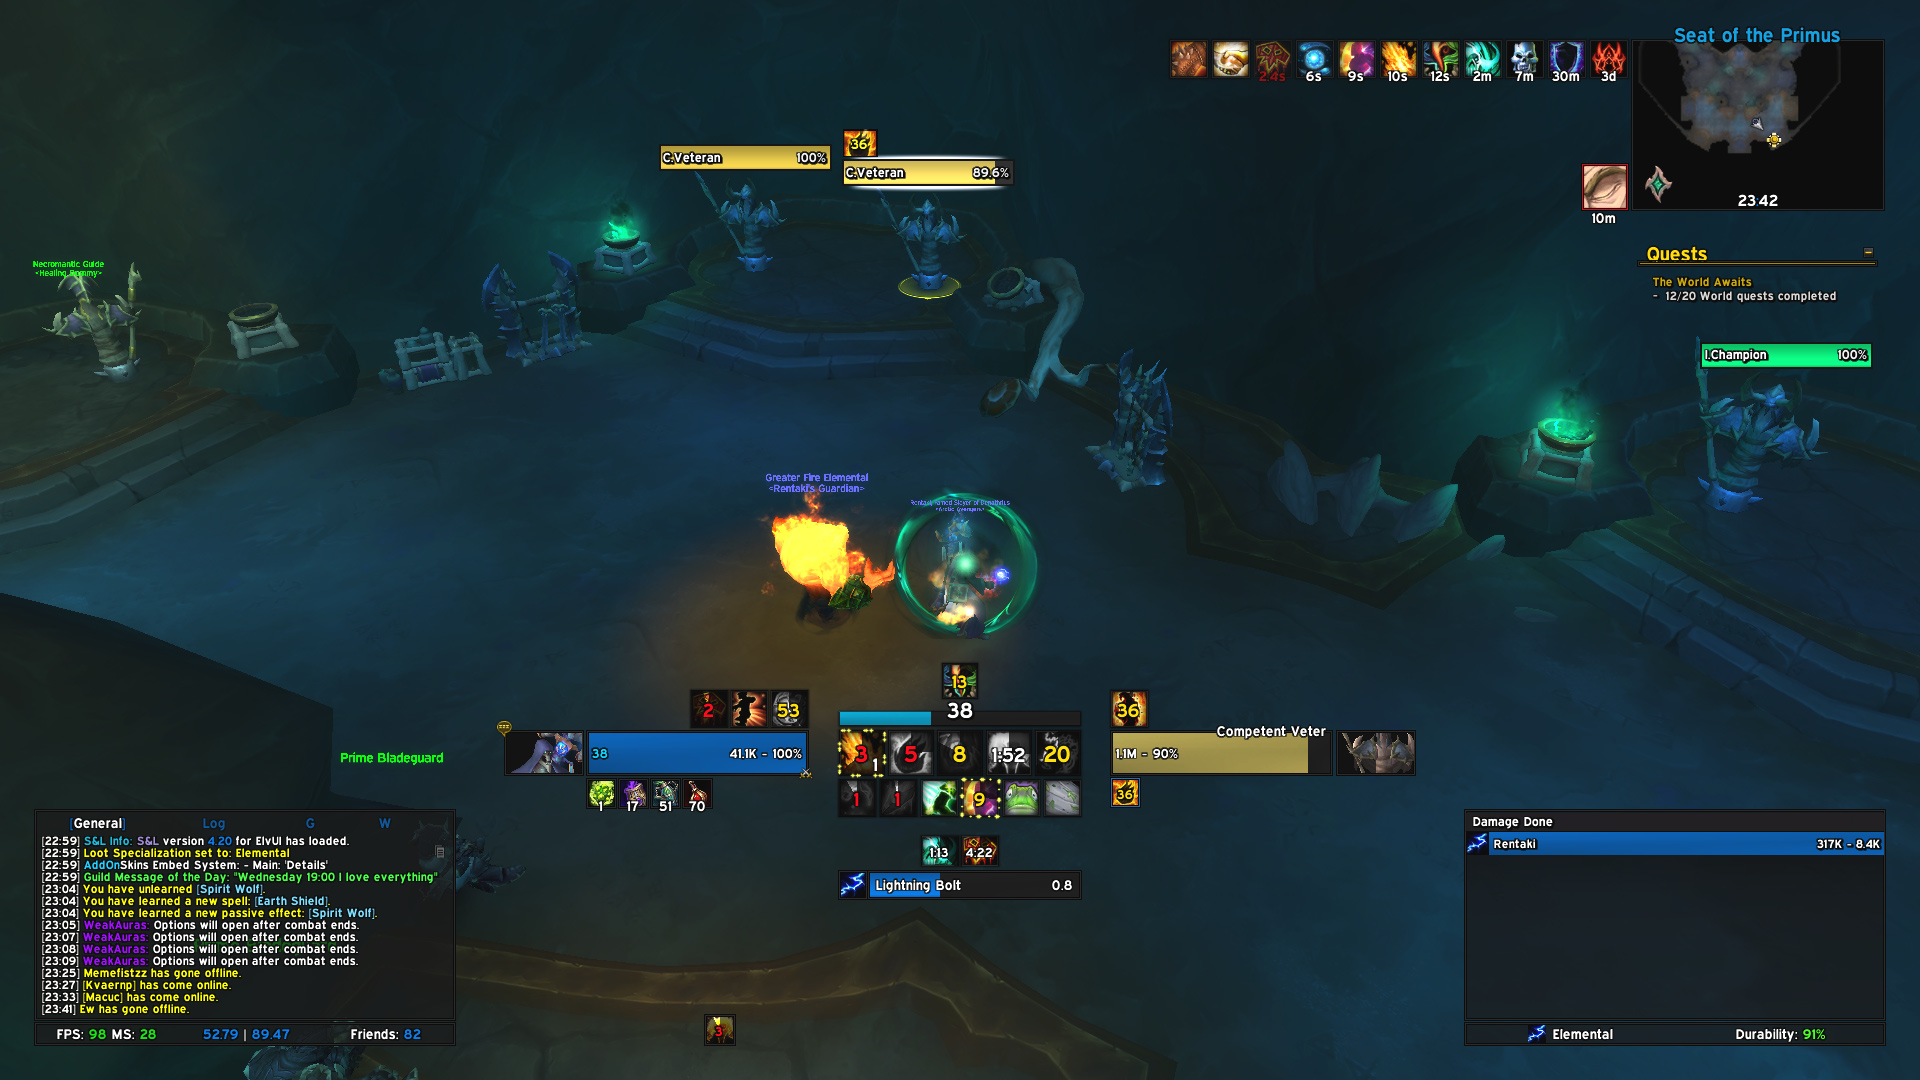 Seat of the Primus
2.4s
6s
9s
10s
12s
2m
7m
30m
3d
36
C.Veteran 100%
C.Veteran 89.6%
10m
23:42
Necromantic Guide
Quests
The World Awaits
- 12/20 World quests completed
I.Champion 100%
Greater Fire Elemental
<Rentaki's Guardian>
13
38
2
53
36
Competent Veter
38
41.1K - 100%
3
1
5
8
1:52
20
1.1M - 90%
Prime Bladeguard
1
17
51
70
1
1
9
36
1:13
4:22
Lightning Bolt 0.8
[General]
Log
G
W
[22:59] S&L Info: S&L version 4.20 for ElvUI has loaded.
[22:59] Loot Specialization set to: Elemental
[22:59] AddOnSkins Embed System: - Main: 'Details'
[22:59] Guild Message of the Day: "Wednesday 19:00 I love everything"
[23:04] You have unlearned [Spirit Wolf].
[23:04] You have learned a new spell: [Earth Shield].
[23:04] You have learned a new passive effect: [Spirit Wolf].
[23:05] WeakAuras: Options will open after combat ends.
[23:07] WeakAuras: Options will open after combat ends.
[23:08] WeakAuras: Options will open after combat ends.
[23:09] WeakAuras: Options will open after combat ends.
[23:25] Memefistzz has gone offline.
[23:27] [Kvaernp] has come online.
[23:33] [Macuc] has come online.
[23:41] Ew has gone offline.
FPS: 98 MS: 28
52.79 | 89.47
Friends: 82
3
Damage Done
Rentaki 317K - 8.4K
Elemental
Durability: 91%